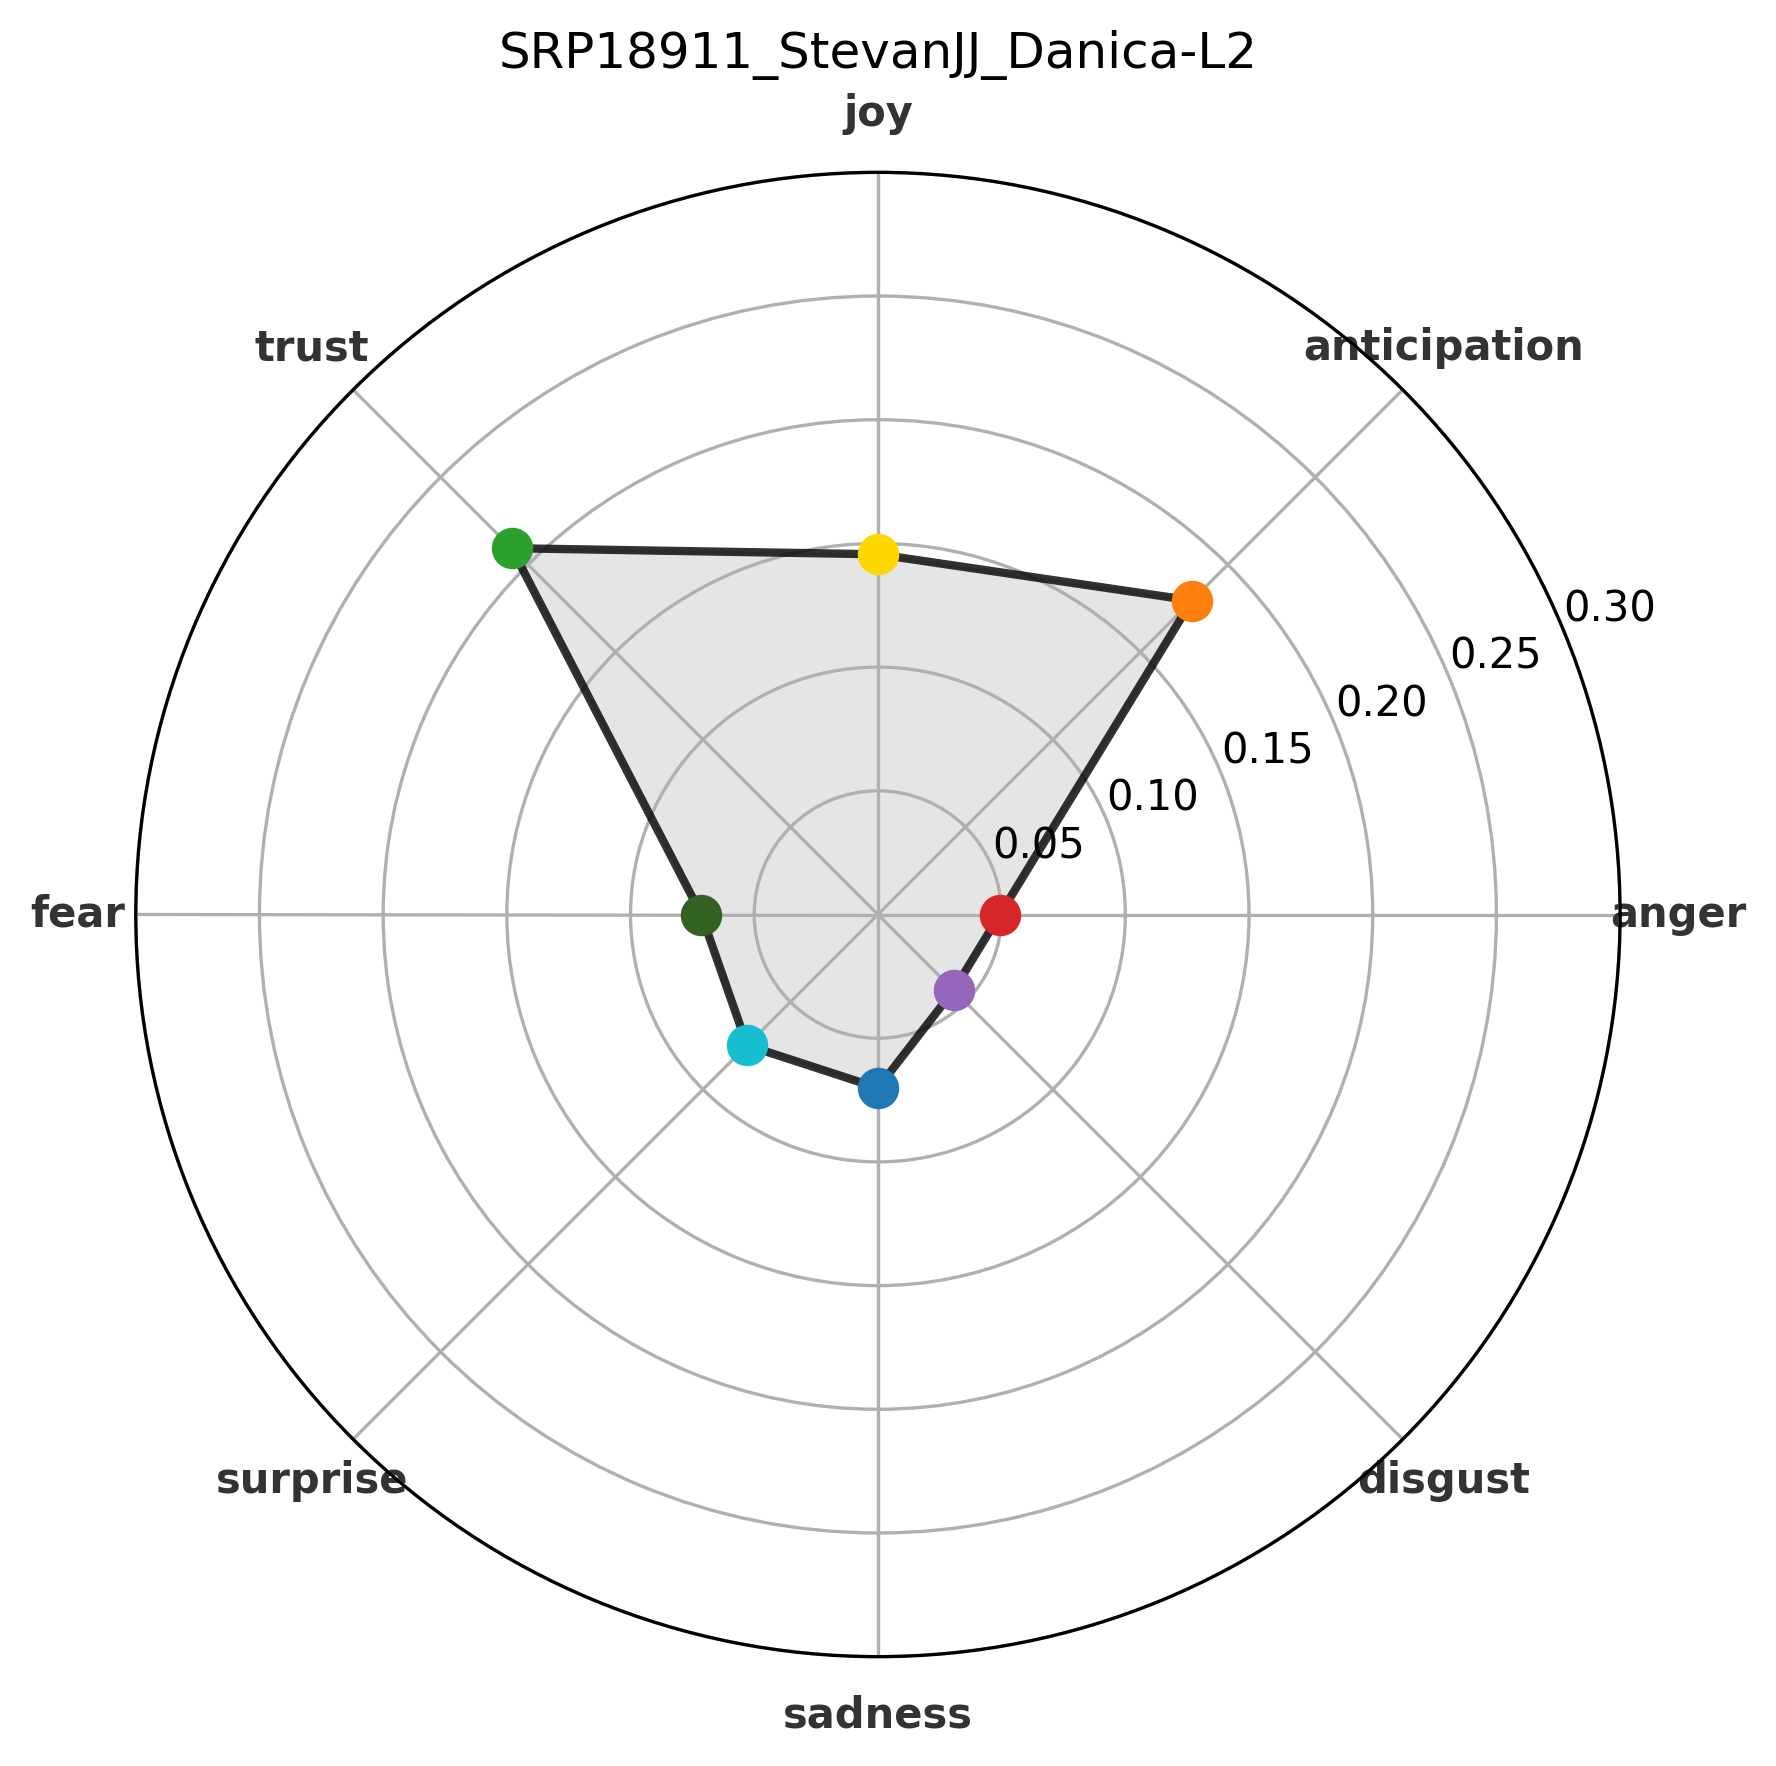 SRP18911_StevanJJ_Danica-L2
joy
trust
anticipation
0.30
0.25
0.20
0.15
0.10
0.05
fear
anger
surprise
disgust
sadness